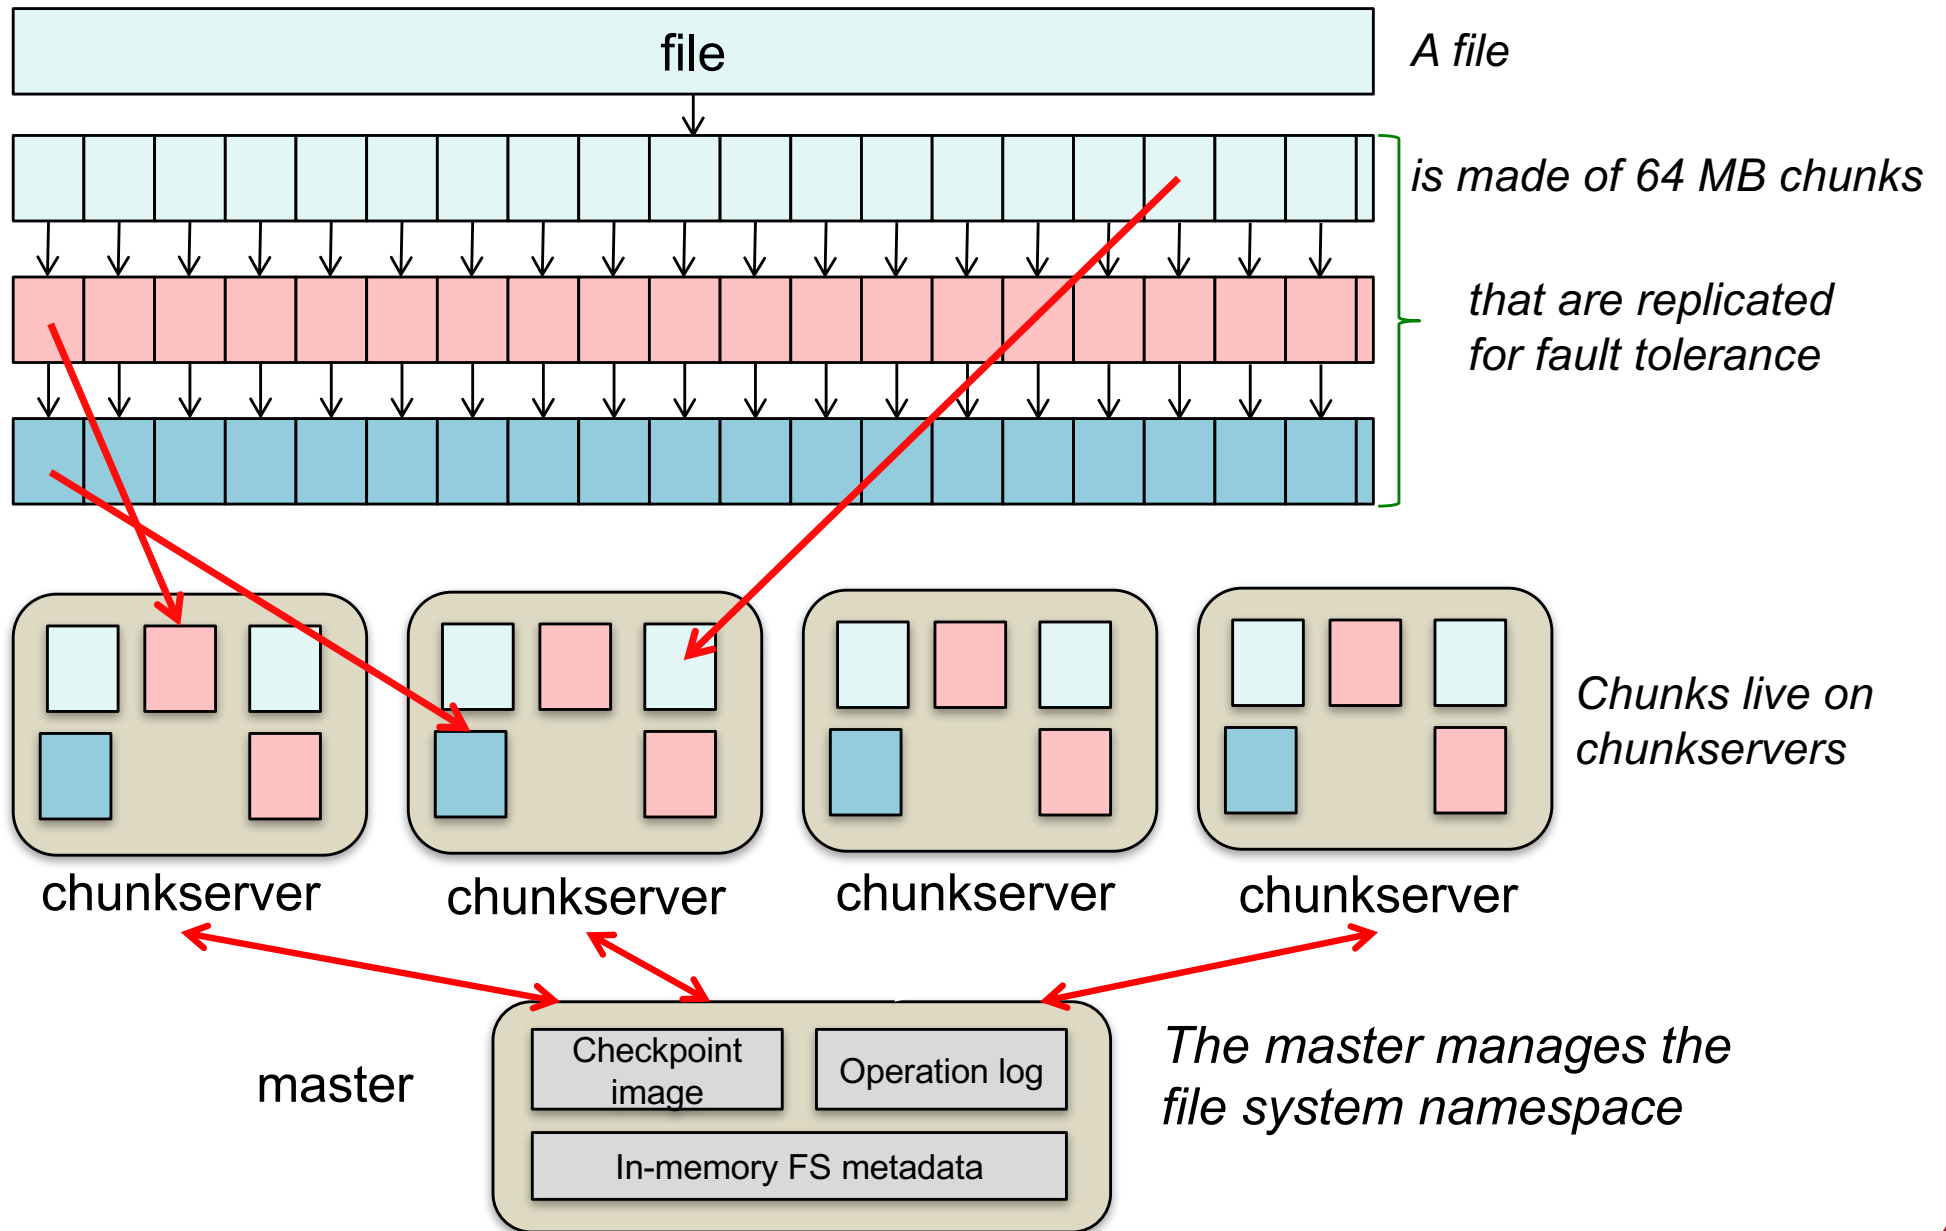 file
A file
is made of 64 MB chunks
that are replicated
for fault tolerance
Chunks live on
chunkservers
chunkserver
chunkserver
chunkserver
chunkserver
master
Checkpoint
image
Operation log
In-memory FS metadata
The master manages the
file system namespace